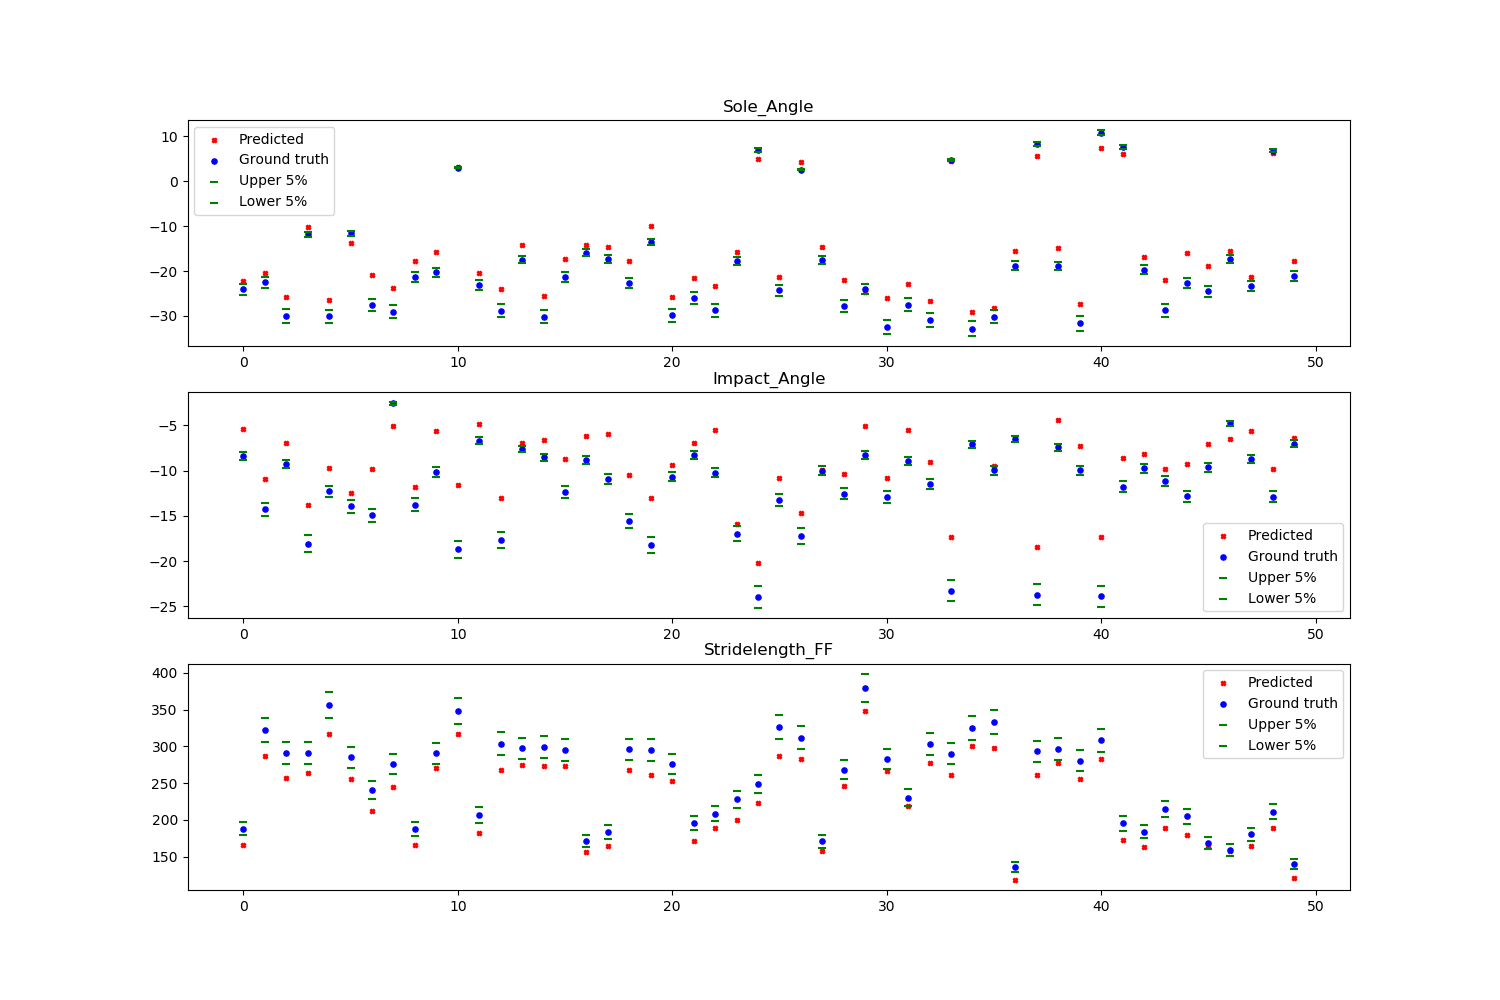 Sole_Angle
10
0
−10
−20
−30
Predicted
Ground truth
Upper 5%
Lower 5%
0 10 20 30 40 50
Impact_Angle
−5
−10
−15
−20
−25
Predicted
Ground truth
Upper 5%
Lower 5%
0 10 20 30 40 50
Stridelength_FF
400
350
300
250
200
150
Predicted
Ground truth
Upper 5%
Lower 5%
0 10 20 30 40 50